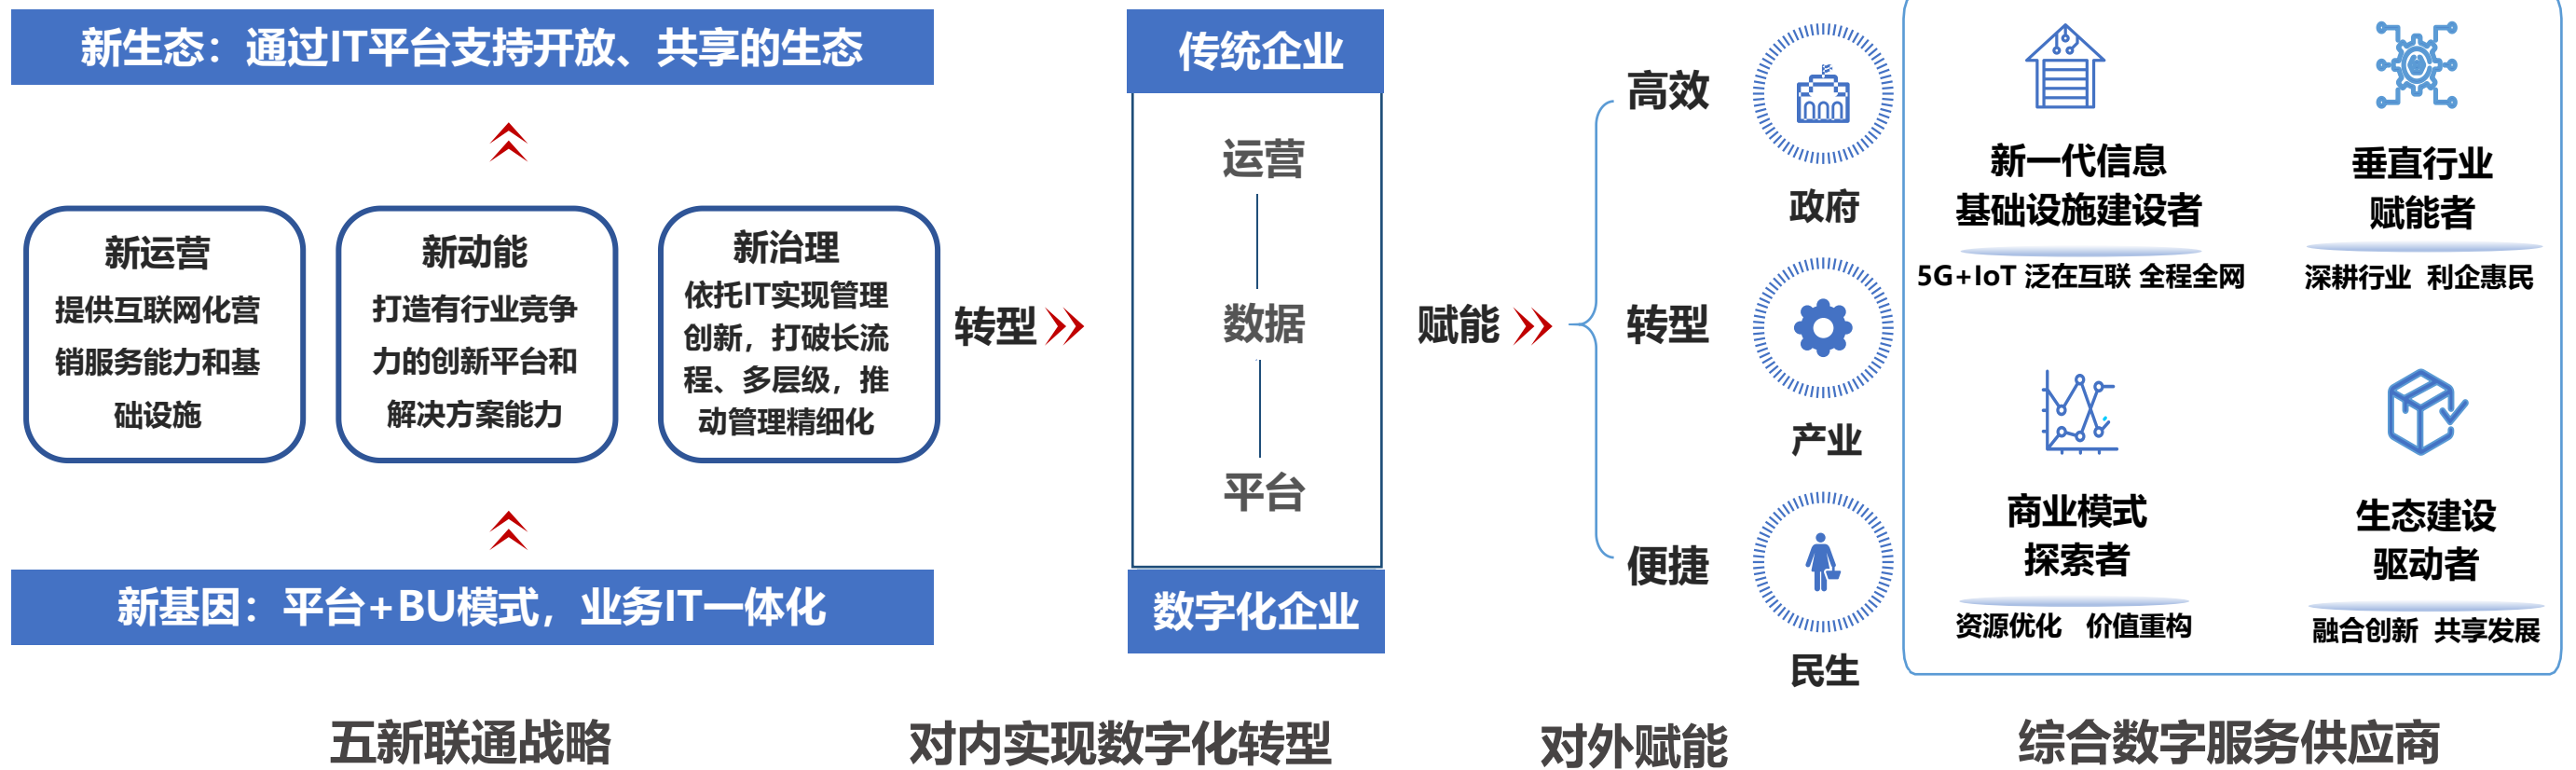 新生态：通过IT平台支持开放、共享的生态
新运营
提供互联网化营
销服务能力和基
础设施
新动能
打造有行业竞争
力的创新平台和
解决方案能力
新治理
依托IT实现管理
创新，打破长流
程、多层级，推
动管理精细化
新基因：平台+BU模式，业务IT一体化
五新联通战略
转型
传统企业
运营
数据
平台
数字化企业
对内实现数字化转型
赋能
高效
政府
转型
产业
便捷
民生
对外赋能
新一代信息
基础设施建设者
5G+IoT 泛在互联 全程全网
垂直行业
赋能者
深耕行业 利企惠民
商业模式
探索者
资源优化 价值重构
生态建设
驱动者
融合创新 共享发展
综合数字服务供应商